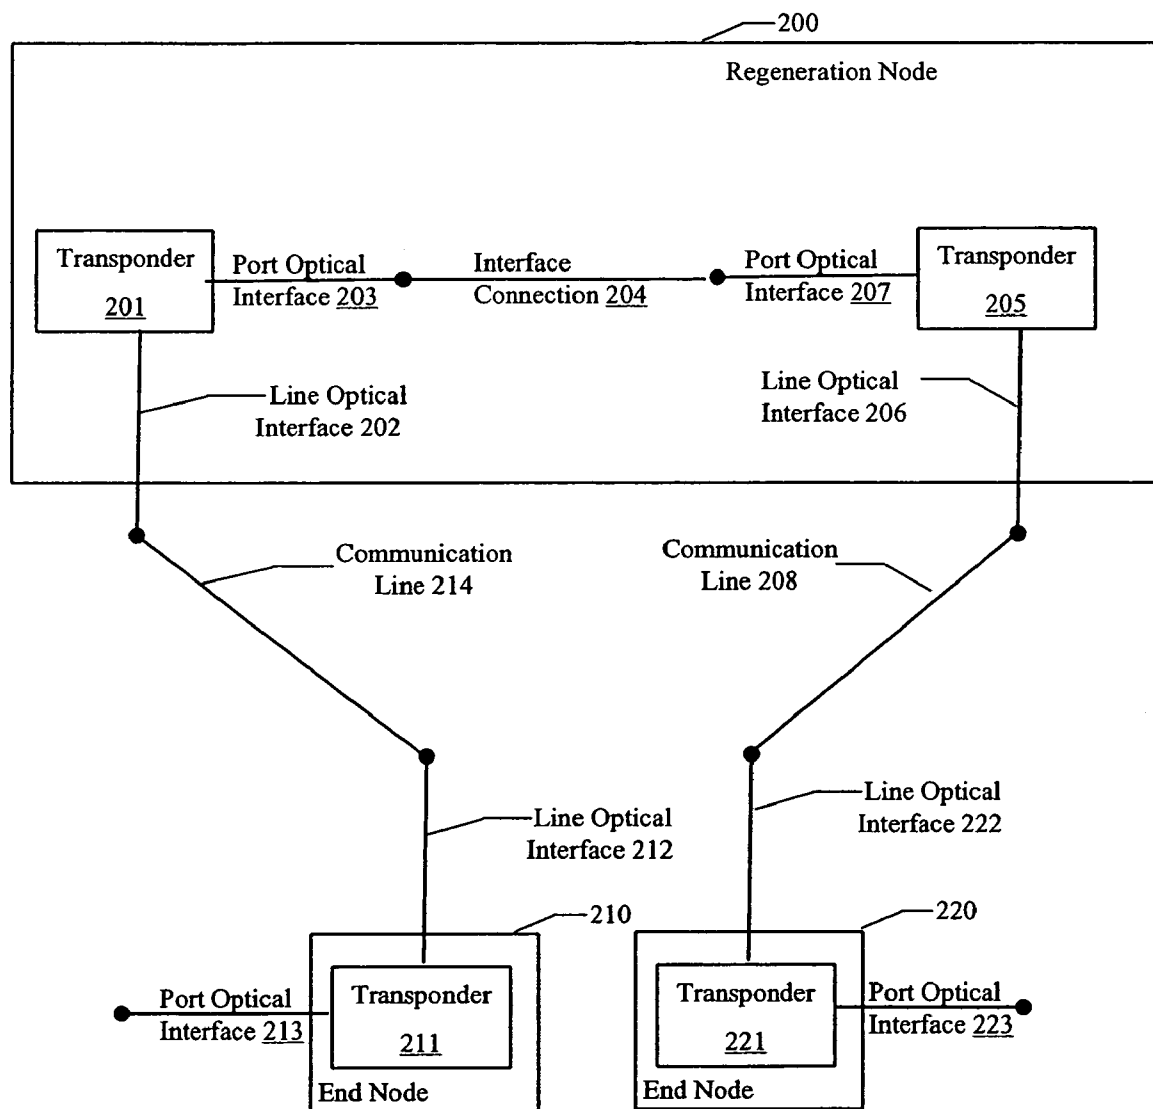 200
Regeneration Node
Transponder
201
Port Optical
Interface 203
Interface
Connection 204
Port Optical
Interface 207
Transponder
205
Line Optical
Interface 202
Line Optical
Interface 206
Communication
Line 214
Communication
Line 208
Line Optical
Interface 212
Line Optical
Interface 222
210
220
Port Optical
Interface 213
Transponder
211
End Node
Transponder
221
End Node
Port Optical
Interface 223